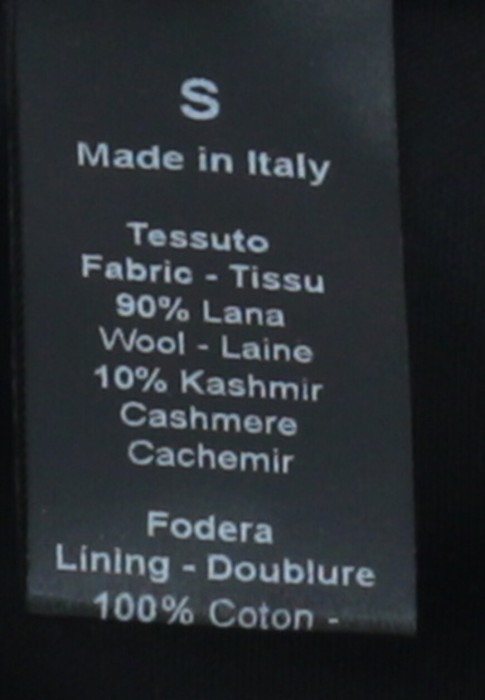 S
Made in Italy
Tessuto
Fabric - Tissu
90% Lana
Wool - Laine
10% Kashmir
Cashmere
Cachemir
Fodera
Lining - Doublure
100% Coton -